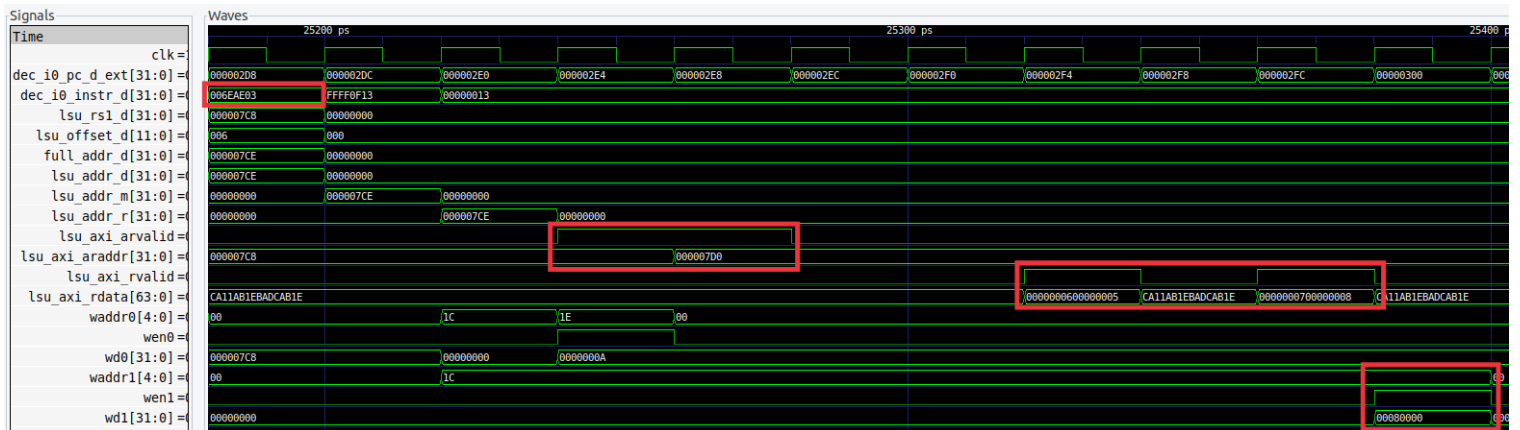 Signals Waves
Time 25200 ps 25300 ps 25400 p
clk=
dec_i0_pc_d_ext[31:0]= 000002D8 000002DC 000002E0 000002E4 000002E8 000002EC 000002F0 000002F4 000002F8 000002FC 00000300 000
dec_i0_instr_d[31:0]= 006EAE03 FFFF0F13 00000013
lsu_rs1_d[31:0]= 000007C8 00000000
lsu_offset_d[11:0]= 006 000
full_addr_d[31:0]= 000007CE 00000000
lsu_addr_d[31:0]= 000007CE 00000000
lsu_addr_m[31:0]= 00000000 000007CE 00000000
lsu_addr_r[31:0]= 00000000 000007CE 00000000
lsu_axi_arvalid=
lsu_axi_araddr[31:0]= 000007C8 000007D0
lsu_axi_rvalid=
lsu_axi_rdata[63:0]= CA11AB1EBADCAB1E 0000000600000005 CA11AB1EBADCAB1E 0000000700000008 CA11AB1EBADCAB1E
waddr0[4:0]= 00 1C 1E 00
wen0=
wd0[31:0]= 000007C8 00000000 0000000A
waddr1[4:0]= 00 1C 00
wen1=
wd1[31:0]= 00000000 00080000 000